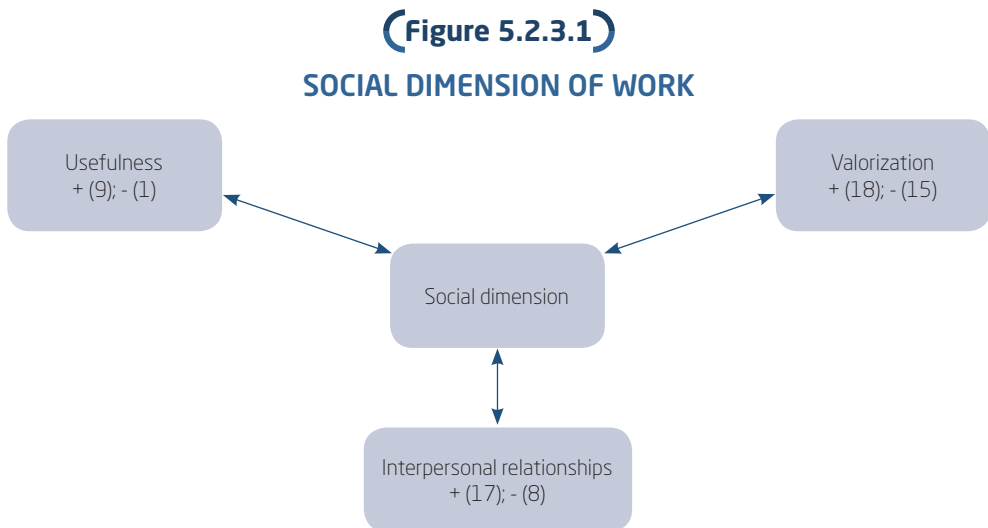 Figure 5.2.3.1
SOCIAL DIMENSION OF WORK
Usefulness
+ (9); - (1)
Valorization
+ (18); - (15)
Social dimension
Interpersonal relationships
+ (17); - (8)